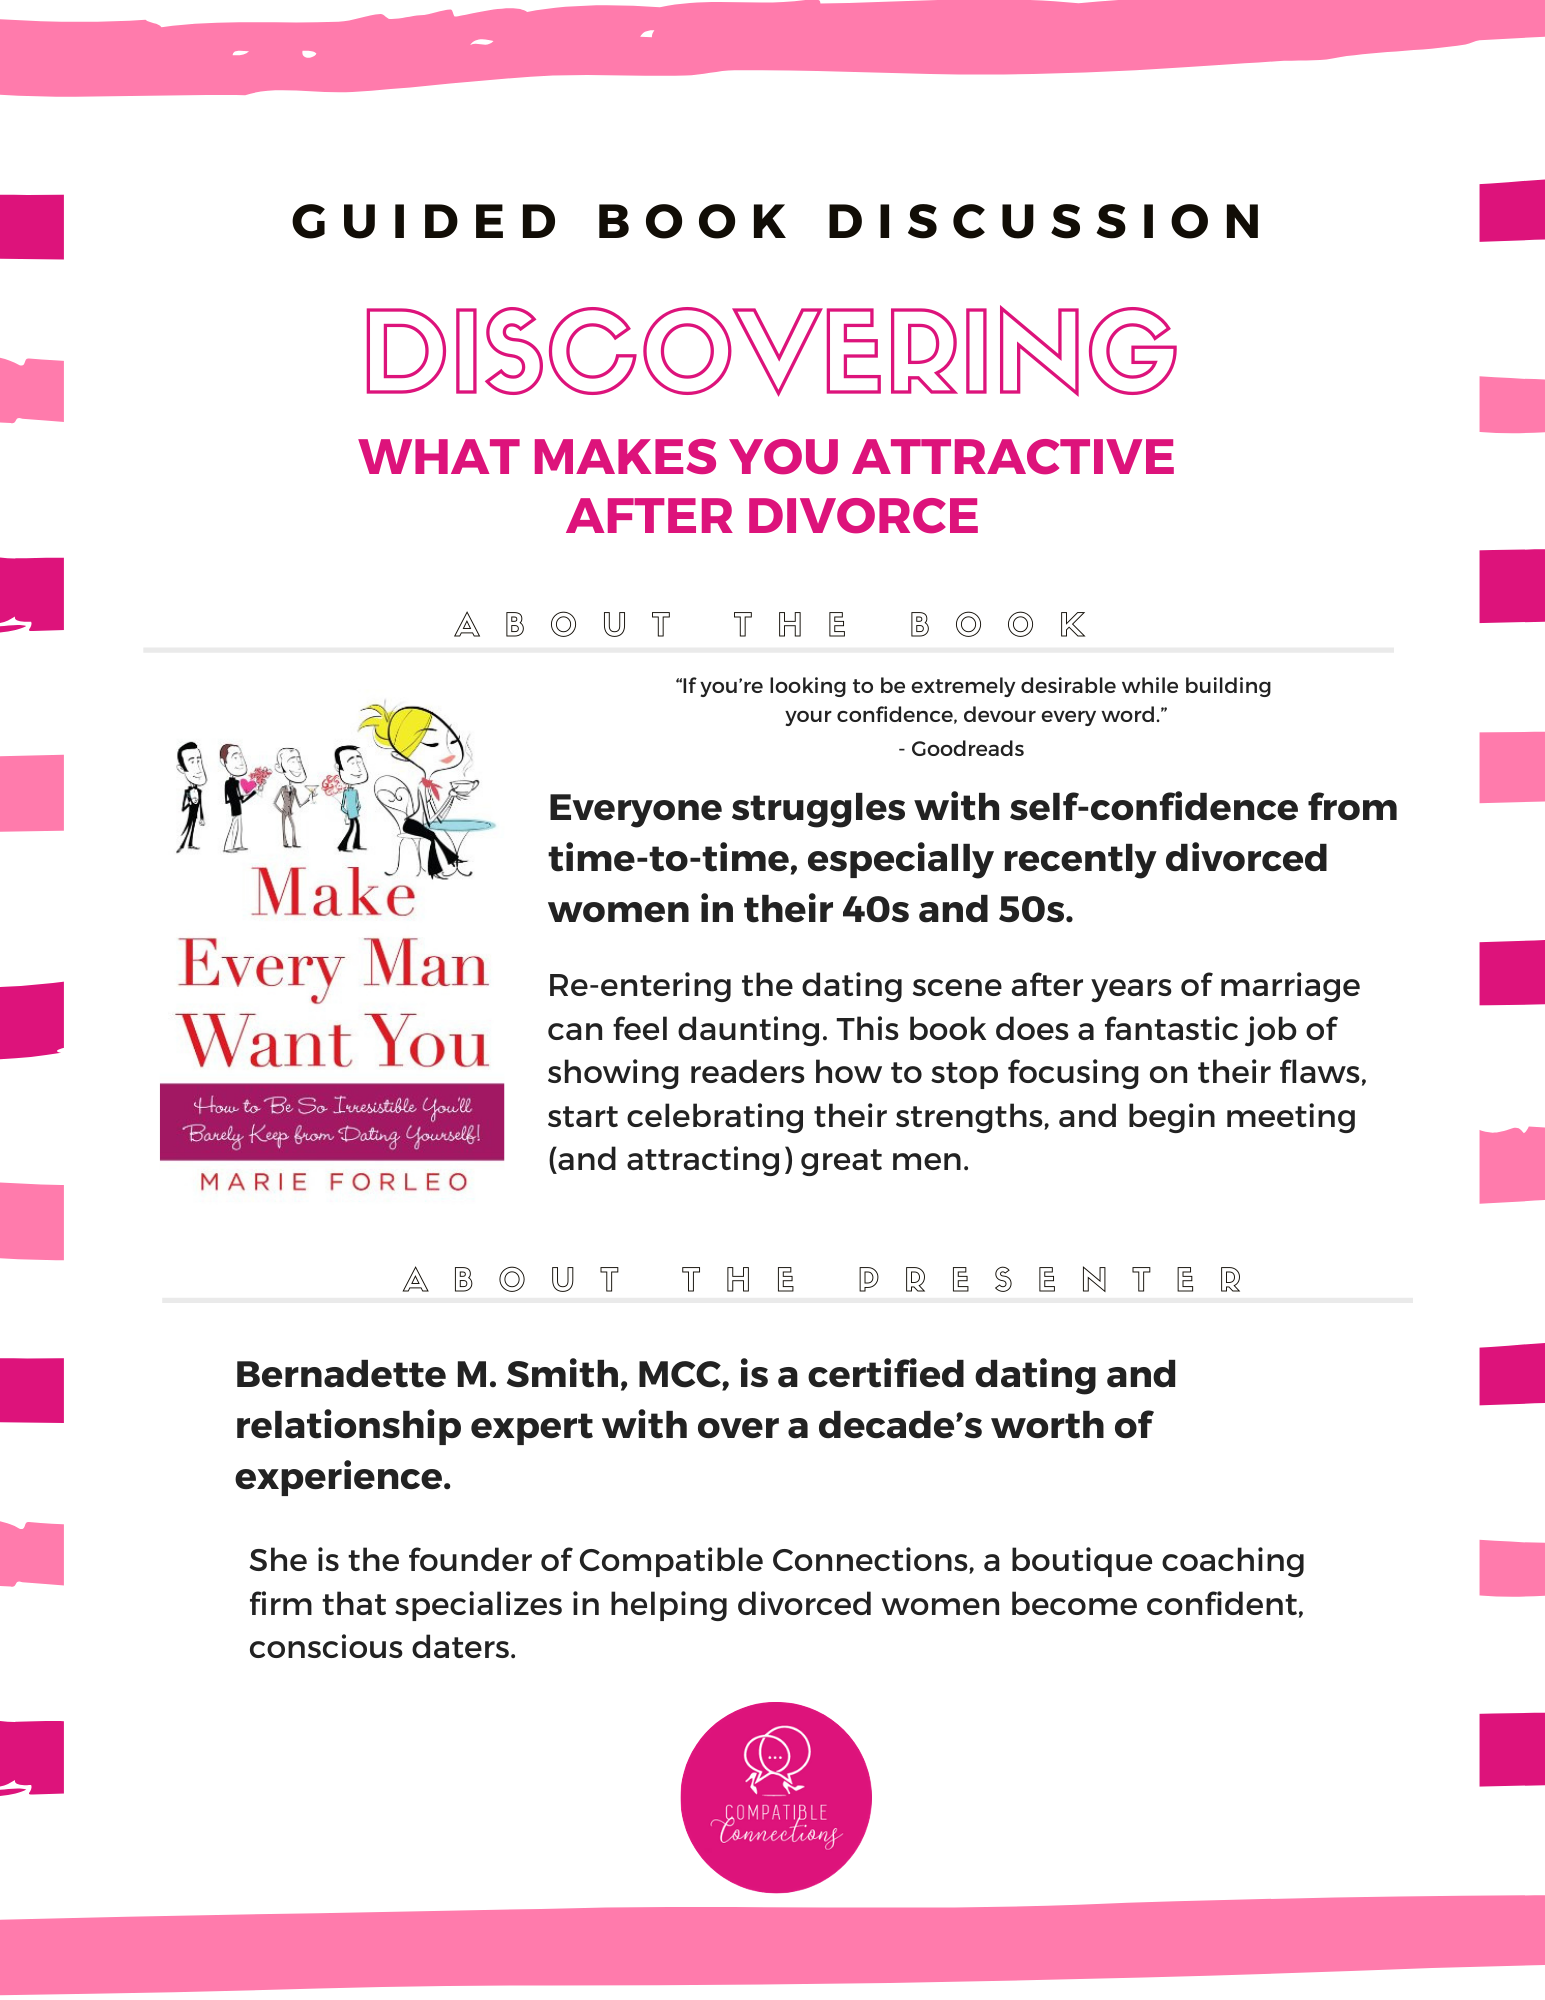 GUIDED BOOK DISCUSSION
DISCOVERING
WHAT MAKES YOU ATTRACTIVE
AFTER DIVORCE
ABOUT THE BOOK
“If you’re looking to be extremely desirable while building
your confidence, devour every word.”
- Goodreads
Make
Every Man
Want You
How to Be So Irresistible You'll
Barely Keep from Dating Yourself!
MARIE FORLEO
Everyone struggles with self-confidence from
time-to-time, especially recently divorced
women in their 40s and 50s.
Re-entering the dating scene after years of marriage
can feel daunting. This book does a fantastic job of
showing readers how to stop focusing on their flaws,
start celebrating their strengths, and begin meeting
(and attracting) great men.
ABOUT THE PRESENTER
Bernadette M. Smith, MCC, is a certified dating and
relationship expert with over a decade’s worth of
experience.
She is the founder of Compatible Connections, a boutique coaching
firm that specializes in helping divorced women become confident,
conscious daters.
COMPATIBLE
Connections